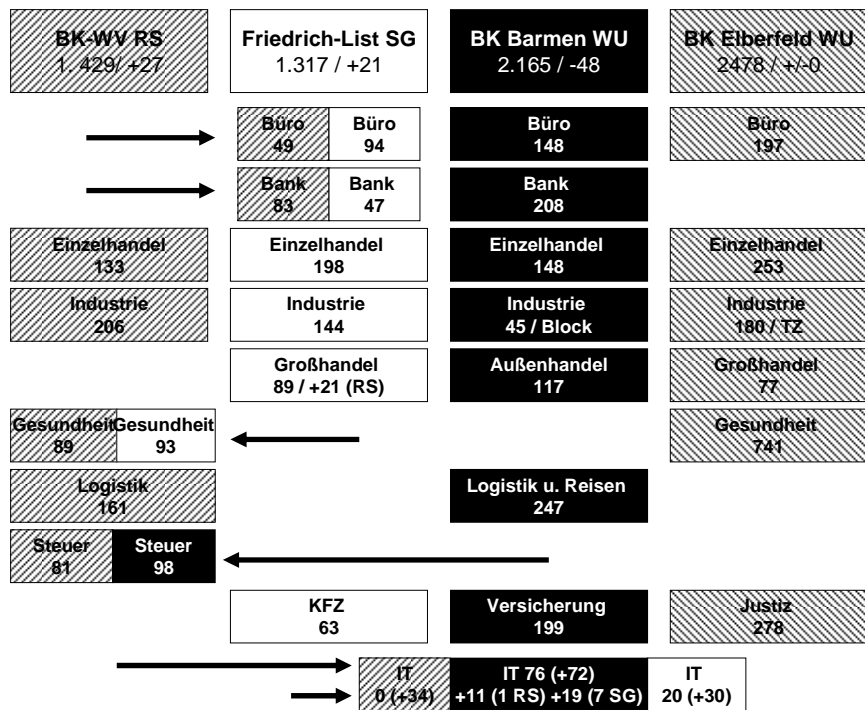 BK-WV RS
1. 429/ +27
Friedrich-List SG
1.317 / +21
BK Barmen WU
2.165 / -48
BK Elberfeld WU
2478 / +/-0
Büro
49
Büro
94
Büro
148
Büro
197
Bank
83
Bank
47
Bank
208
Einzelhandel
133
Einzelhandel
198
Einzelhandel
148
Einzelhandel
253
Industrie
206
Industrie
144
Industrie
45 / Block
Industrie
180 / TZ
Großhandel
89 / +21 (RS)
Außenhandel
117
Großhandel
77
Gesundheit
89
Gesundheit
93
Gesundheit
741
Logistik
161
Logistik u. Reisen
247
Steuer
81
Steuer
98
KFZ
63
Versicherung
199
Justiz
278
IT
0 (+34)
IT 76 (+72)
+11 (1 RS) +19 (7 SG)
IT
20 (+30)